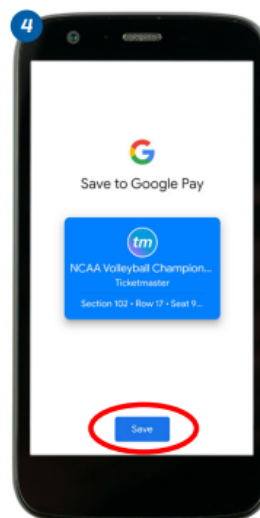 4
G
Save to Google Pay
tm
NCAA Volleyball Champion...
Ticketmaster
Section 102 • Row 17 • Seat 9...
Save